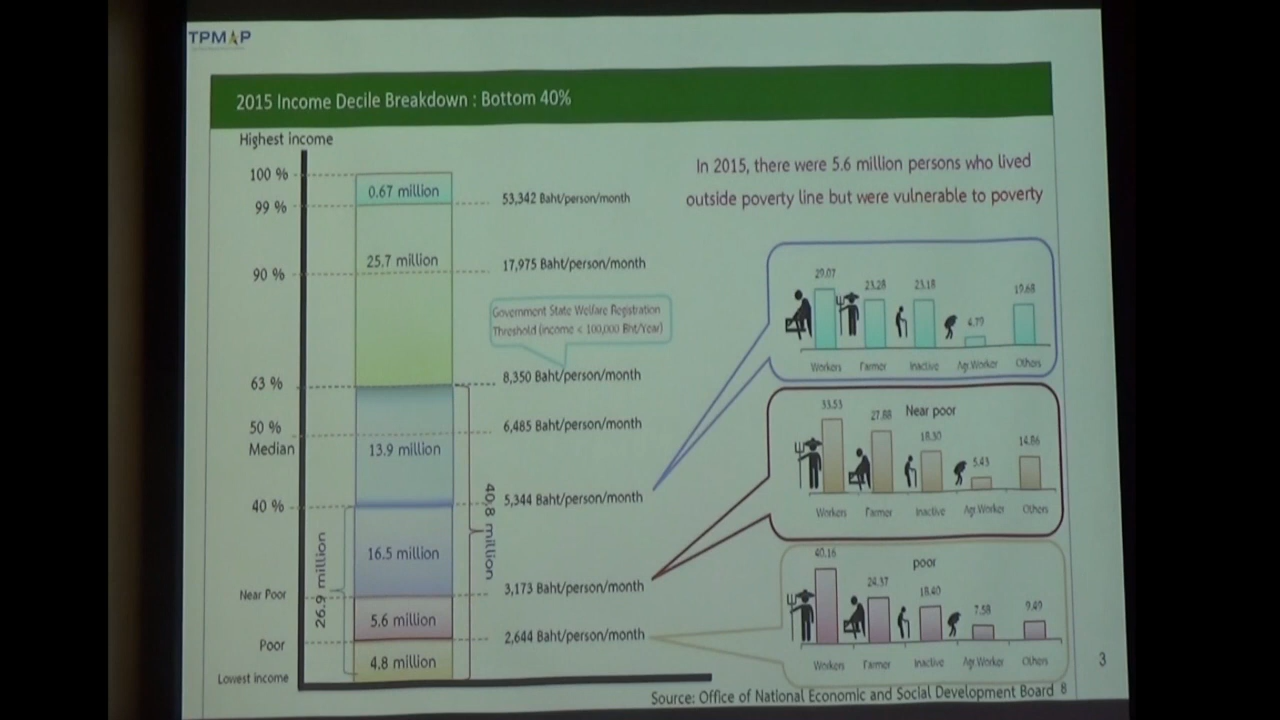 TPMAP
2015 Income Decile Breakdown : Bottom 40%
Highest income
100 %
99 %
90 %
63 %
50 %
Median
40 %
Near Poor
Poor
Lowest income
0.67 million
25.7 million
13.9 million
16.5 million
5.6 million
4.8 million
26.9 million
40.8 million
53,342 Baht/person/month
17,975 Baht/person/month
Government State Welfare Registration
Threshold (income < 100,000 Bht/Year)
8,350 Baht/person/month
6,485 Baht/person/month
5,344 Baht/person/month
3,173 Baht/person/month
2,644 Baht/person/month
In 2015, there were 5.6 million persons who lived
outside poverty line but were vulnerable to poverty
29.07 23.28 23.18 4.79 19.68
Workers Farmer Inactive Agr.Worker Others
Near poor
33.53 27.88 18.30 5.43 14.86
Workers Farmer Inactive Agr.Worker Others
poor
40.16 24.37 18.40 7.58 9.49
Workers Farmer Inactive Agr.Worker Others
3
Source: Office of National Economic and Social Development Board 8